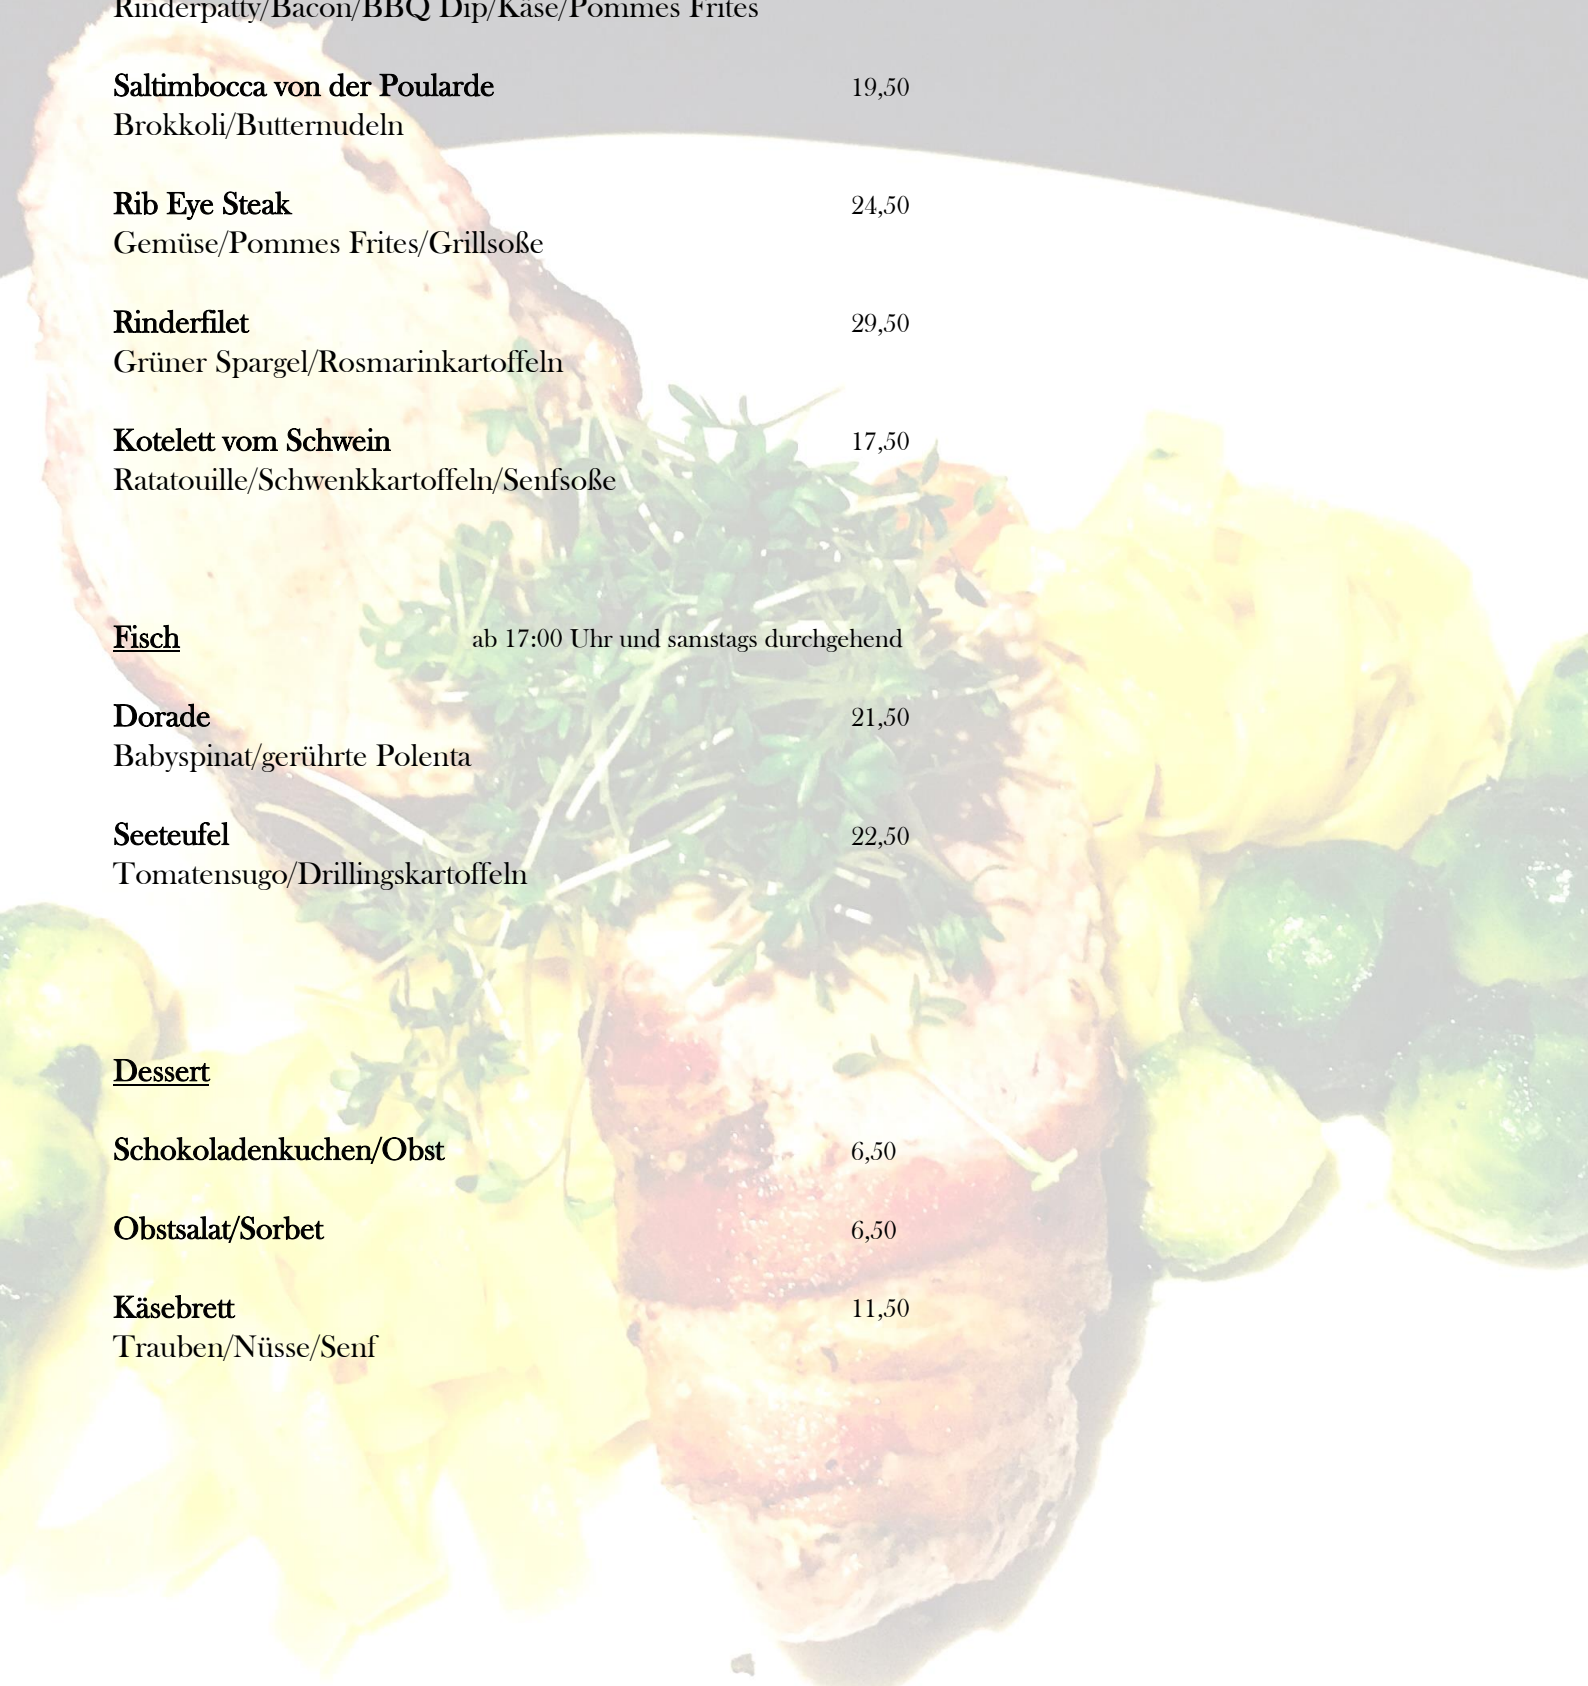 Rinderpatty/Bacon/BBQ Dip/Käse/Pommes Frites
Saltimbocca von der Poularde 19,50
Brokkoli/Butternudeln
Rib Eye Steak 24,50
Gemüse/Pommes Frites/Grillsoße
Rinderfilet 29,50
Grüner Spargel/Rosmarinkartoffeln
Kotelett vom Schwein 17,50
Ratatouille/Schwenkkartoffeln/Senfsoße
Fisch ab 17:00 Uhr und samstags durchgehend
Dorade 21,50
Babyspinat/gerührte Polenta
Seeteufel 22,50
Tomatensugo/Drillingskartoffeln
Dessert
Schokoladenkuchen/Obst 6,50
Obstsalat/Sorbet 6,50
Käsebrett 11,50
Trauben/Nüsse/Senf